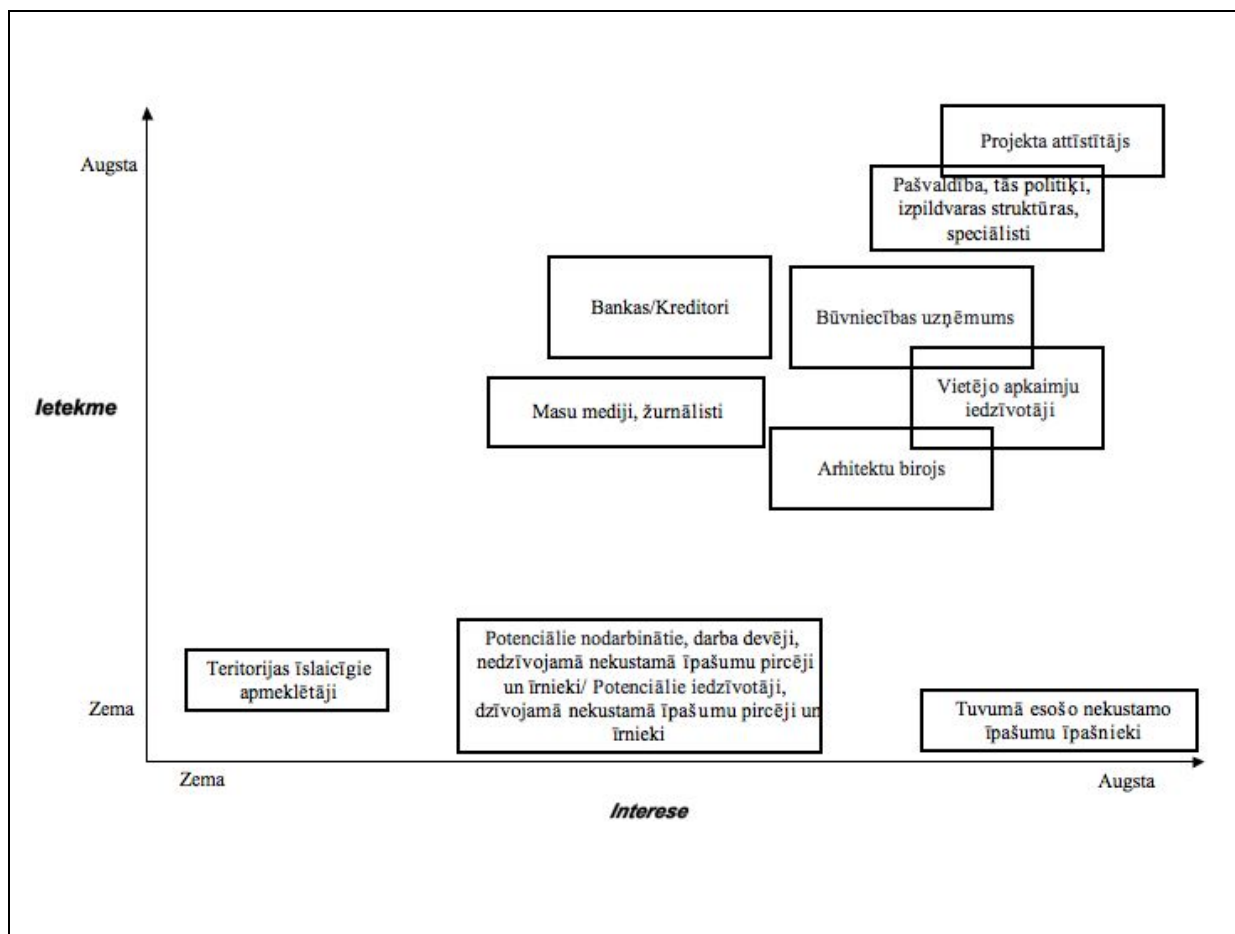 Projekta attīstītājs
Augsta
Pašvaldība, tās politiķi,
izpildvaras struktūras,
speciālisti
Bankas/Kreditori
Būvniecības uzņēmums
Ietekme
Masu mediji, žurnālisti
Vietējo apkaimju
iedzīvotāji
Arhitektu birojs
Teritorijas īslaicīgie
apmeklētāji
Potenciālie nodarbinātie, darba devēji,
nedzīvojamā nekustamā īpašumu pircēji
un īrnieki/ Potenciālie iedzīvotāji,
dzīvojamā nekustamā īpašumu pircēji un
īrnieki
Tuvumā esošo nekustamo
īpašumu īpašnieki
Zema
Zema
Augsta
Interese